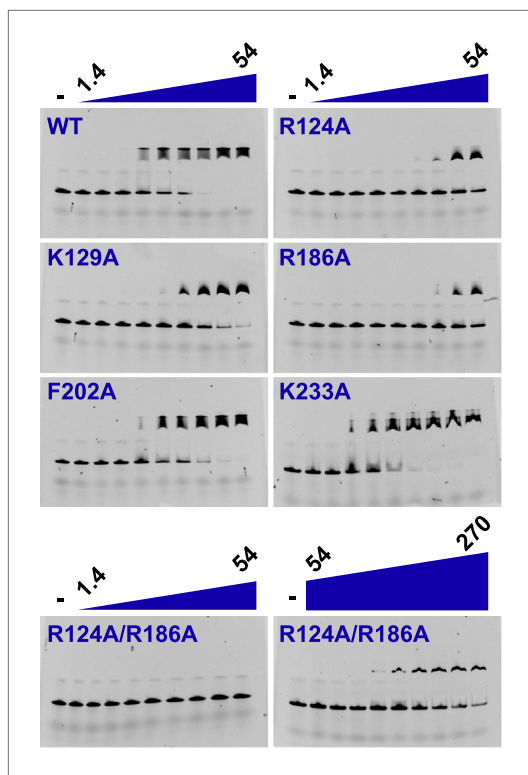 - 1.4 54
- 1.4 54
WT
R124A
K129A
R186A
F202A
K233A
- 1.4 54
- 54 270
R124A/R186A
R124A/R186A